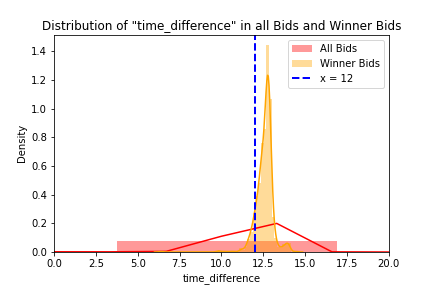 Distribution of "time_difference" in all Bids and Winner Bids
All Bids
Winner Bids
x = 12
Density
1.4
1.2
1.0
0.8
0.6
0.4
0.2
0.0
0.0 2.5 5.0 7.5 10.0 12.5 15.0 17.5 20.0
time_difference